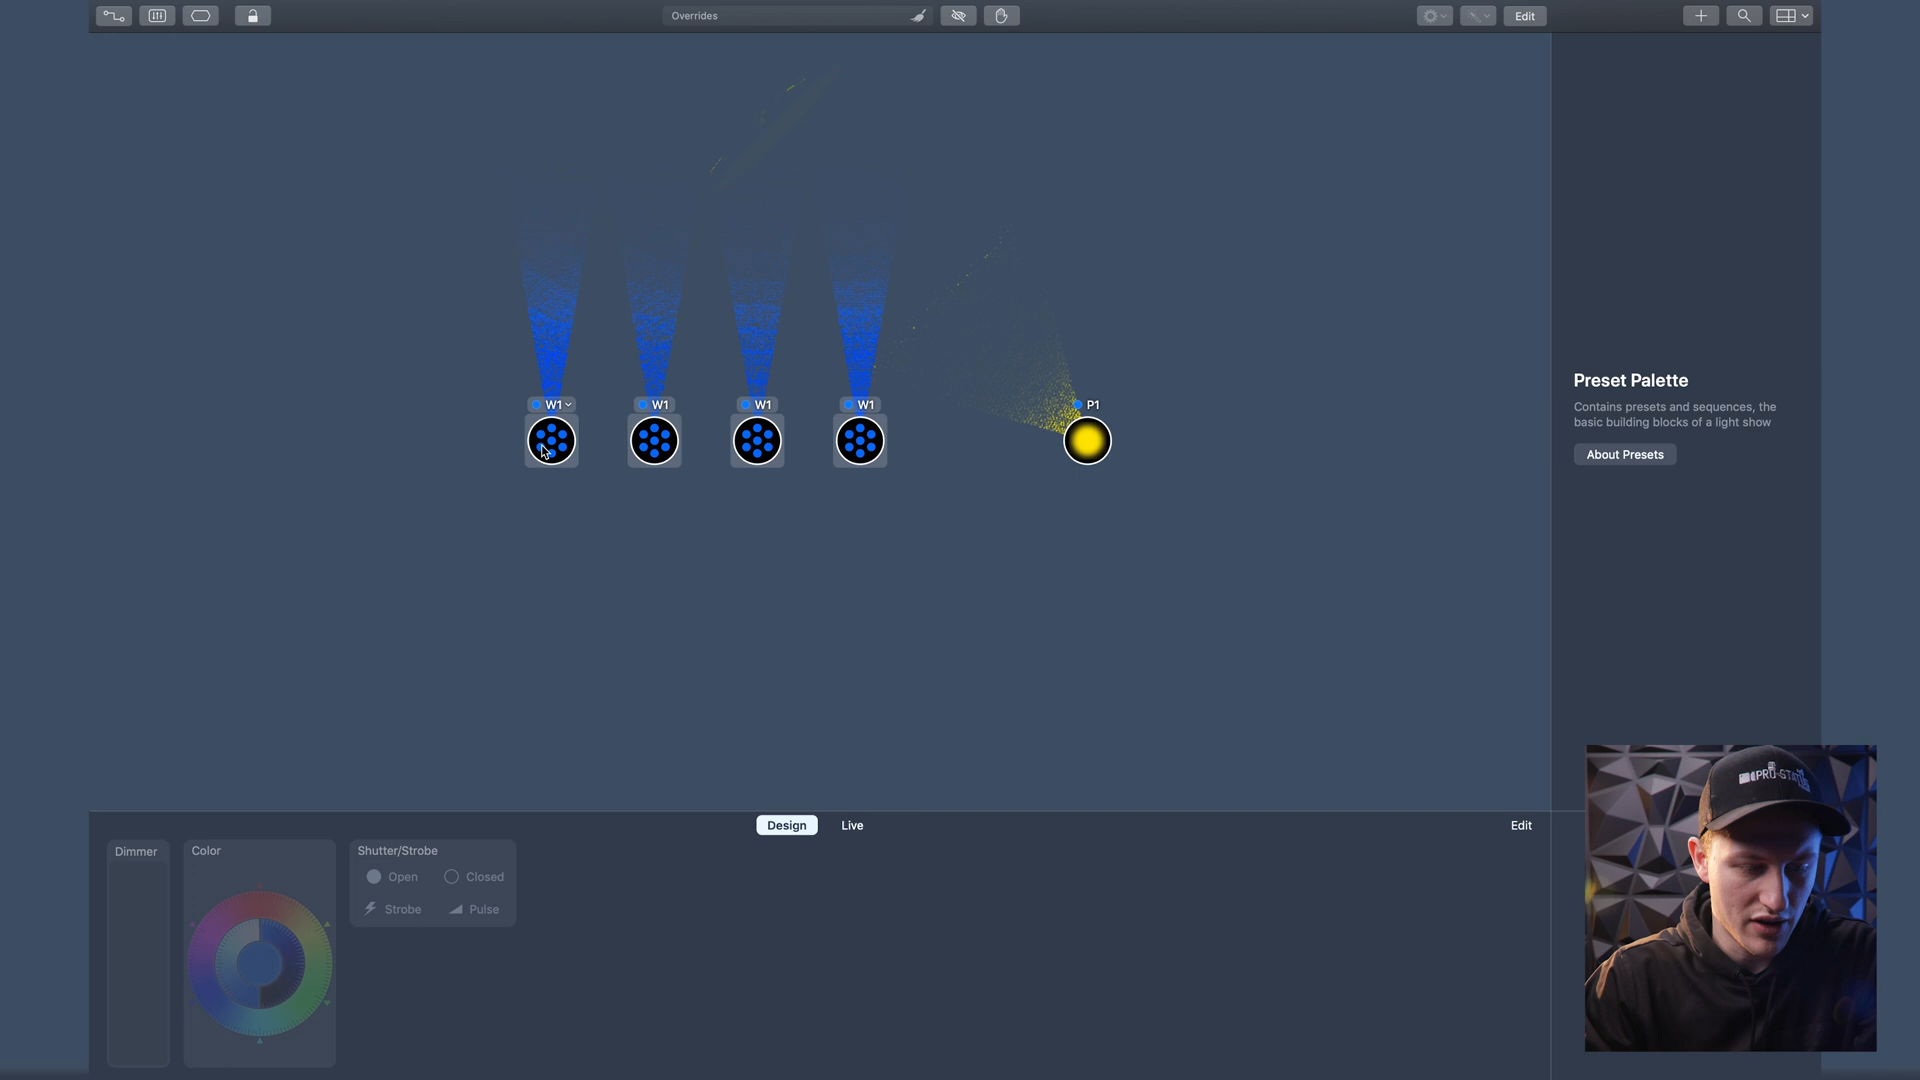 Overrides
Edit
W1
W1
W1
W1
P1
Preset Palette
Contains presets and sequences, the
basic building blocks of a light show
About Presets
Design
Live
Edit
Dimmer
Color
Shutter/Strobe
Open
Closed
Strobe
Pulse